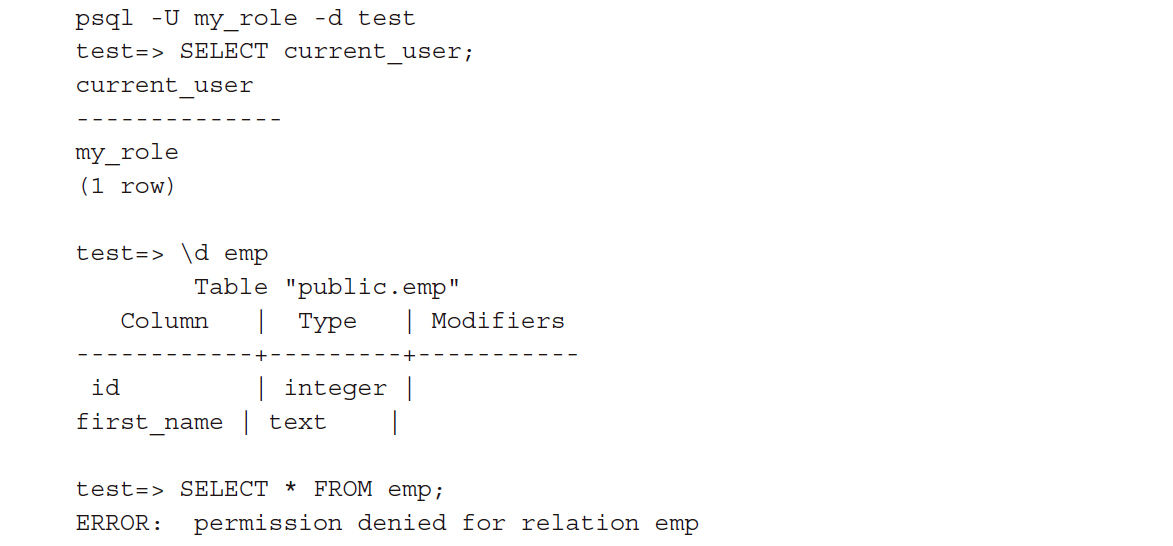 psql -U my_role -d test
test=> SELECT current_user;
current_user
--------------
my_role
(1 row)

test=> \d emp
        Table "public.emp"
   Column   |  Type   | Modifiers
------------+---------+-----------
 id         | integer |
first_name | text    |

test=> SELECT * FROM emp;
ERROR:  permission denied for relation emp